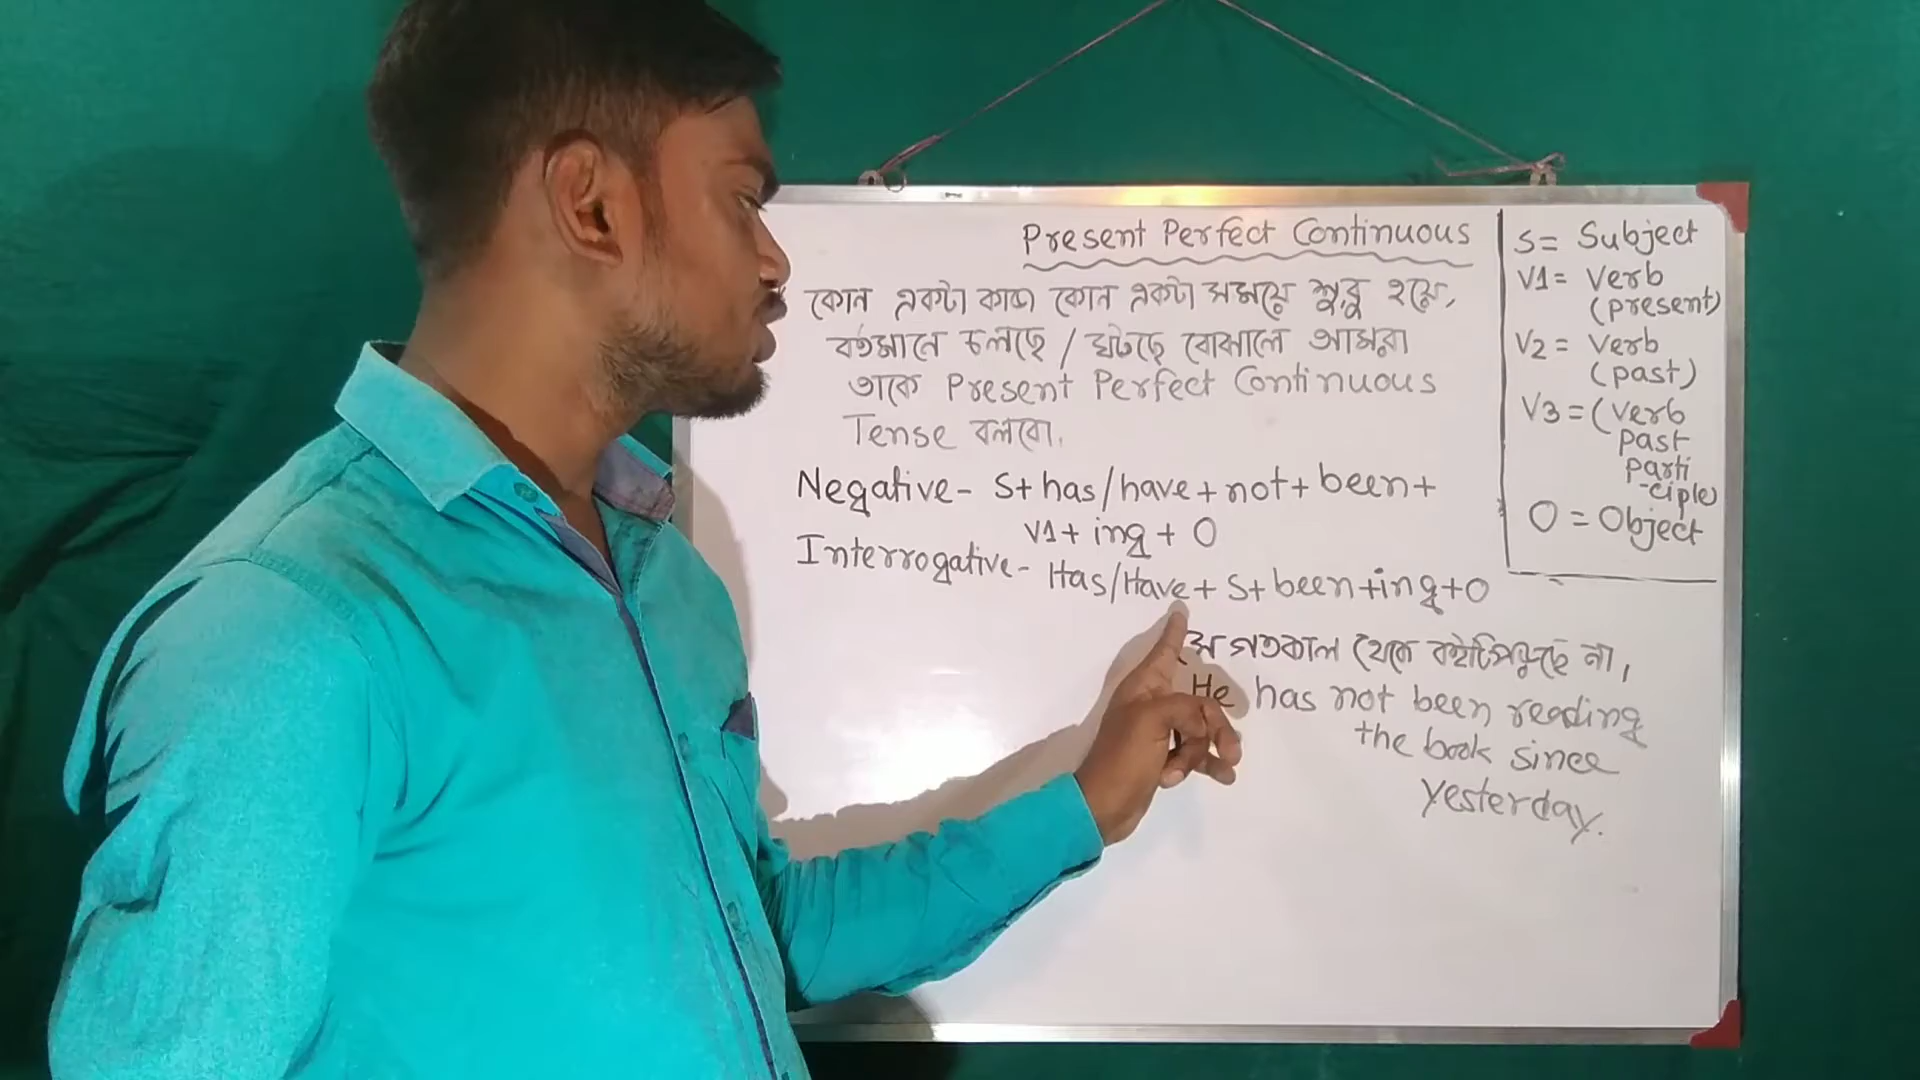 Present Perfect Continuous
কোন একটা কাজ কোন একটা সময়ে শুরু হয়ে,
বর্তমানে চলছে / ঘটছে বোঝালে আমরা
তাকে Present Perfect Continuous
Tense বলবো,
Negative- S+ has/have + not + been +
V1+ ing + O
Interrogative- Has/Have + S+ been +ing+O
সে গতকাল থেকে বইটি পড়ছে না,
He has not been reading
the book since
yesterday.
S= Subject
V1= Verb
(present)
V2 = Verb
(past)
V3 = (Verb
past
parti
-ciple)
O = Object